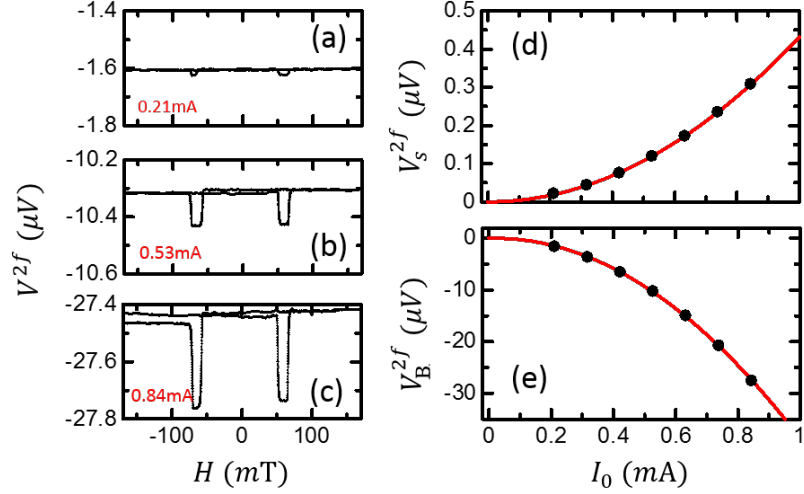 -1.4
(a)
-1.6
0.21mA
-1.8
-10.2
-10.4
(b)
0.53mA
-10.6
-27.4
-27.6
(c)
0.84mA
-27.8
-100 0 100
H (mT)
V^{2f} (μV)
0.5
(d)
0.4
0.3
0.2
0.1
0
V_s^{2f} (μV)
0
-10
-20
-30
(e)
V_{B.}^{2f} (μV)
0 0.2 0.4 0.6 0.8 1
I_0 (mA)